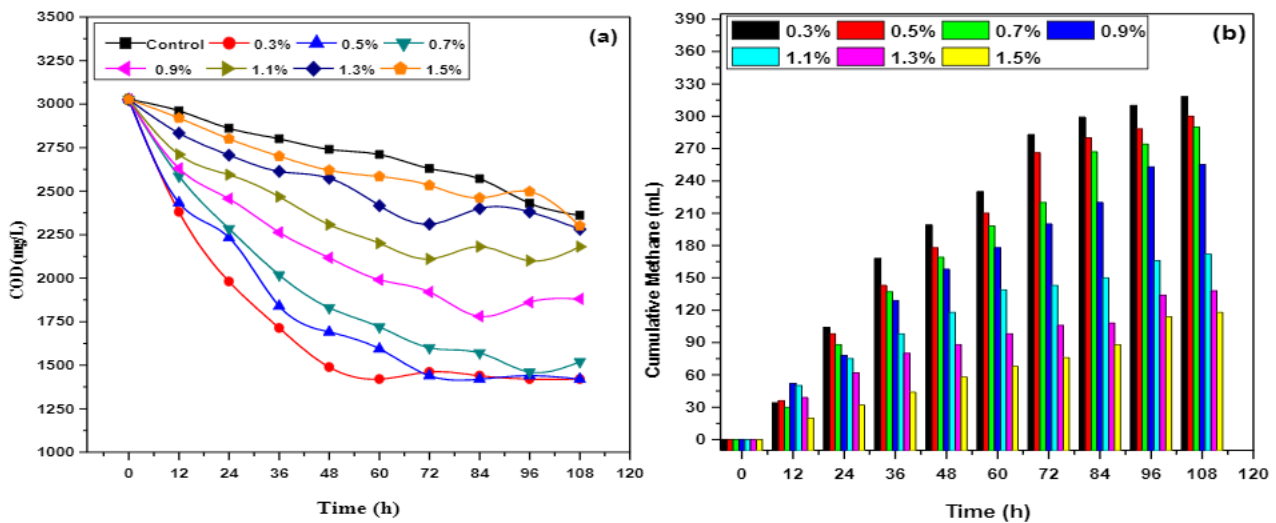 (a)
Control 0.3% 0.5% 0.7%
0.9% 1.1% 1.3% 1.5%
3500
3000
2750
2500
2250
2000
1750
1500
1250
1000
COD(mg/L)
0 12 24 36 48 60 72 84 96 108 120
Time (h)
(b)
0.3% 0.5% 0.7% 0.9%
1.1% 1.3% 1.5%
390
360
330
300
270
240
210
180
150
120
90
60
30
0
Cumulative Methane (mL)
0 12 24 36 48 60 72 84 96 108 120
Time (h)